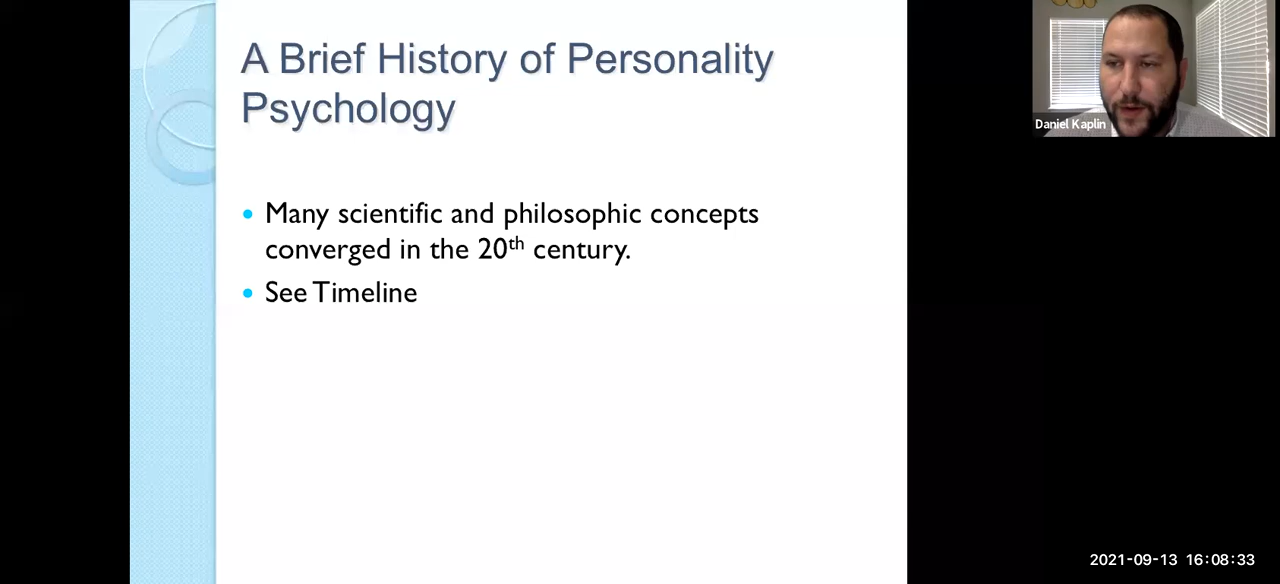 A Brief History of Personality
Psychology
Daniel Kaplin
• Many scientific and philosophic concepts
converged in the 20th century.
• See Timeline
2021-09-13 16:08:33